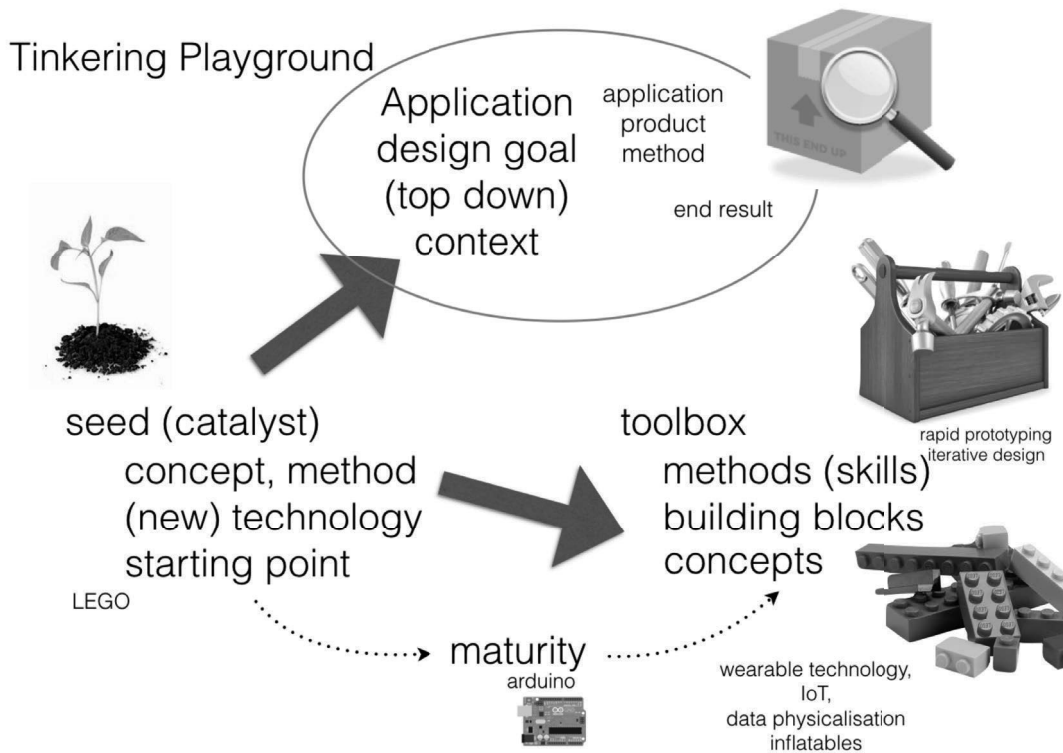 Tinkering Playground
Application
design goal
(top down)
context
application
product
method
end result
THIS END UP
seed (catalyst)
concept, method
(new) technology
starting point
LEGO
toolbox
methods (skills)
building blocks
concepts
rapid prototyping
iterative design
maturity
arduino
wearable technology,
IoT,
data physicalisation
inflatables